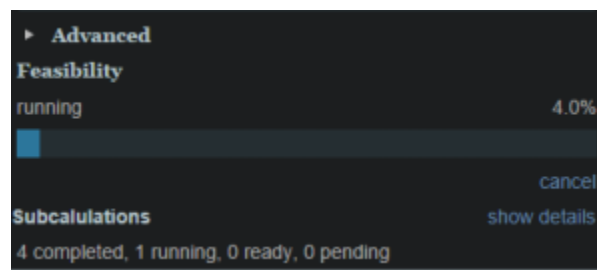 Advanced
Feasibility
running 4.0%
cancel
Subcalulations show details
4 completed, 1 running, 0 ready, 0 pending